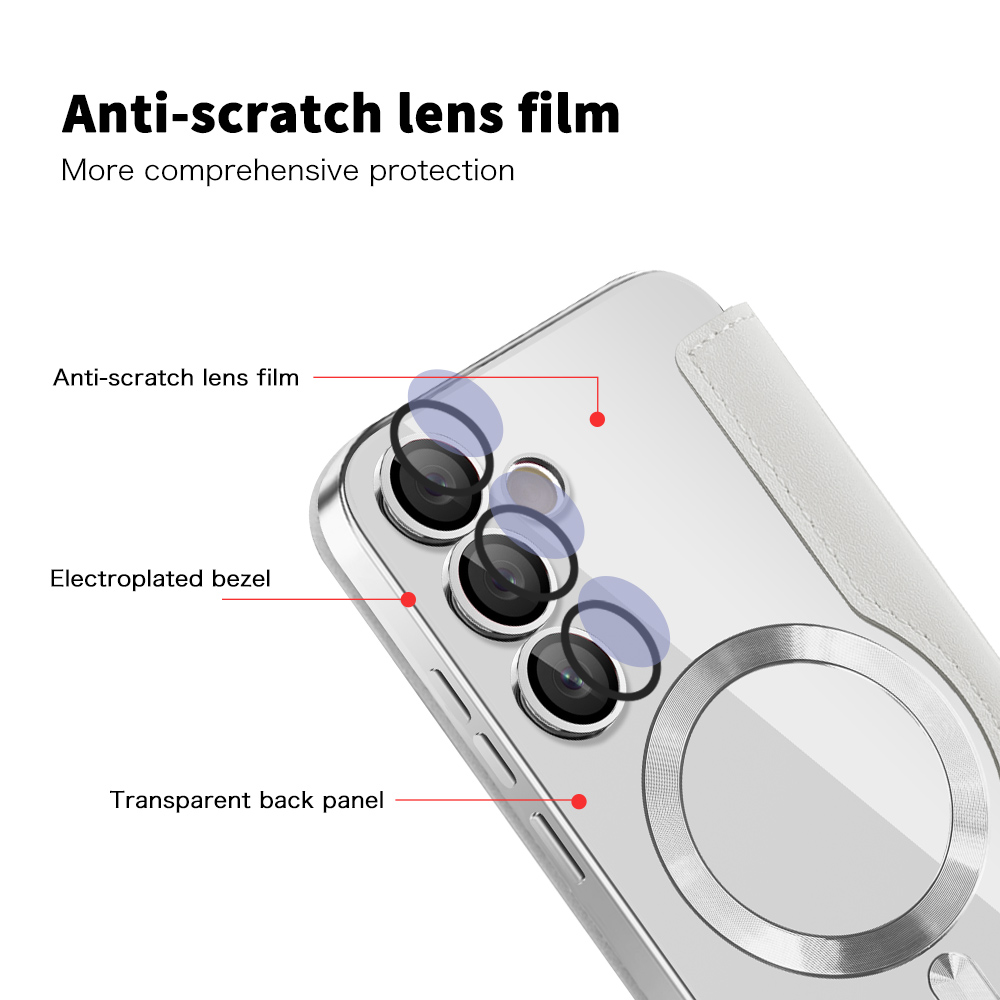 Anti-scratch lens film
More comprehensive protection
Anti-scratch lens film
Electroplated bezel
Transparent back panel